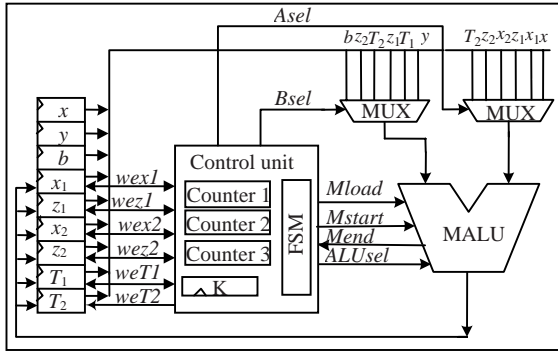 Asel
b z2 T2 z1 T1 y
T2 z2 x2 z1 x1 x
Bsel
MUX
MUX
x
y
b
x1
z1
x2
z2
T1
T2
wex1
wez1
wex2
wez2
weT1
weT2
Control unit
Counter 1
Counter 2
Counter 3
K
FSM
Mload
Mstart
Mend
ALUsel
MALU